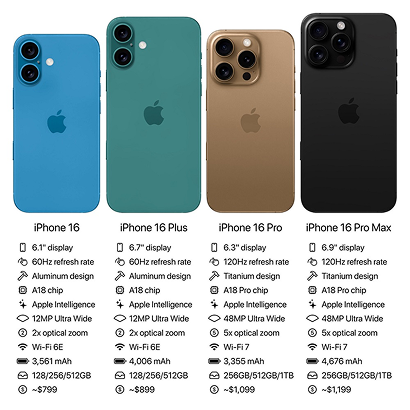 iPhone 16
6.1" display
60Hz refresh rate
Aluminum design
A18 chip
Apple Intelligence
12MP Ultra Wide
2x optical zoom
Wi-Fi 6E
3,561 mAh
128/256/512GB
~$799
iPhone 16 Plus
6.7" display
60Hz refresh rate
Aluminum design
A18 chip
Apple Intelligence
12MP Ultra Wide
2x optical zoom
Wi-Fi 6E
4,006 mAh
128/256/512GB
~$899
iPhone 16 Pro
6.3" display
120Hz refresh rate
Titanium design
A18 Pro chip
Apple Intelligence
48MP Ultra Wide
5x optical zoom
Wi-Fi 7
3,355 mAh
256GB/512GB/1TB
~$1,099
iPhone 16 Pro Max
6.9" display
120Hz refresh rate
Titanium design
A18 Pro chip
Apple Intelligence
48MP Ultra Wide
5x optical zoom
Wi-Fi 7
4,676 mAh
256GB/512GB/1TB
~$1,199